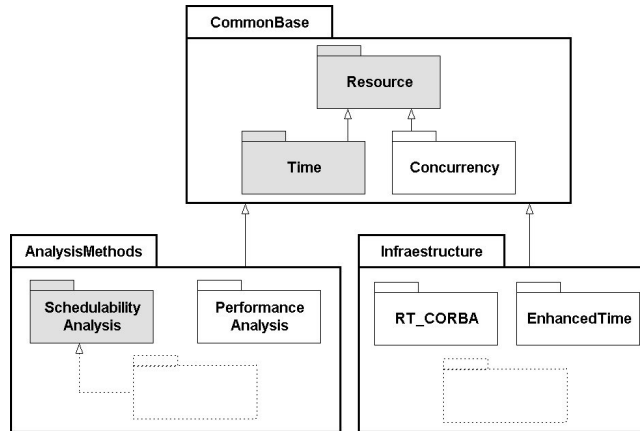 CommonBase
Resource
Time
Concurrency
AnalysisMethods
Schedulability
Analysis
Performance
Analysis
Infraestructure
RT_CORBA
EnhancedTime